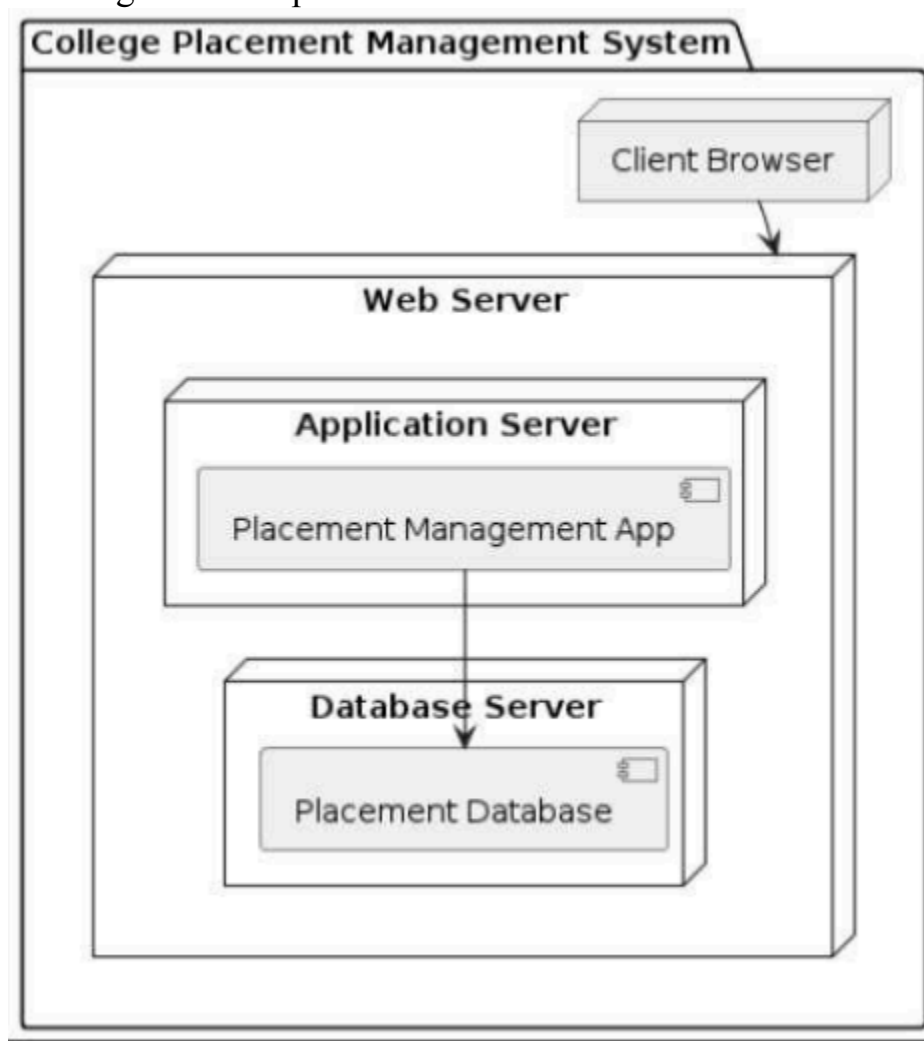 College Placement Management System
Client Browser
Web Server
Application Server
Placement Management App
Database Server
Placement Database